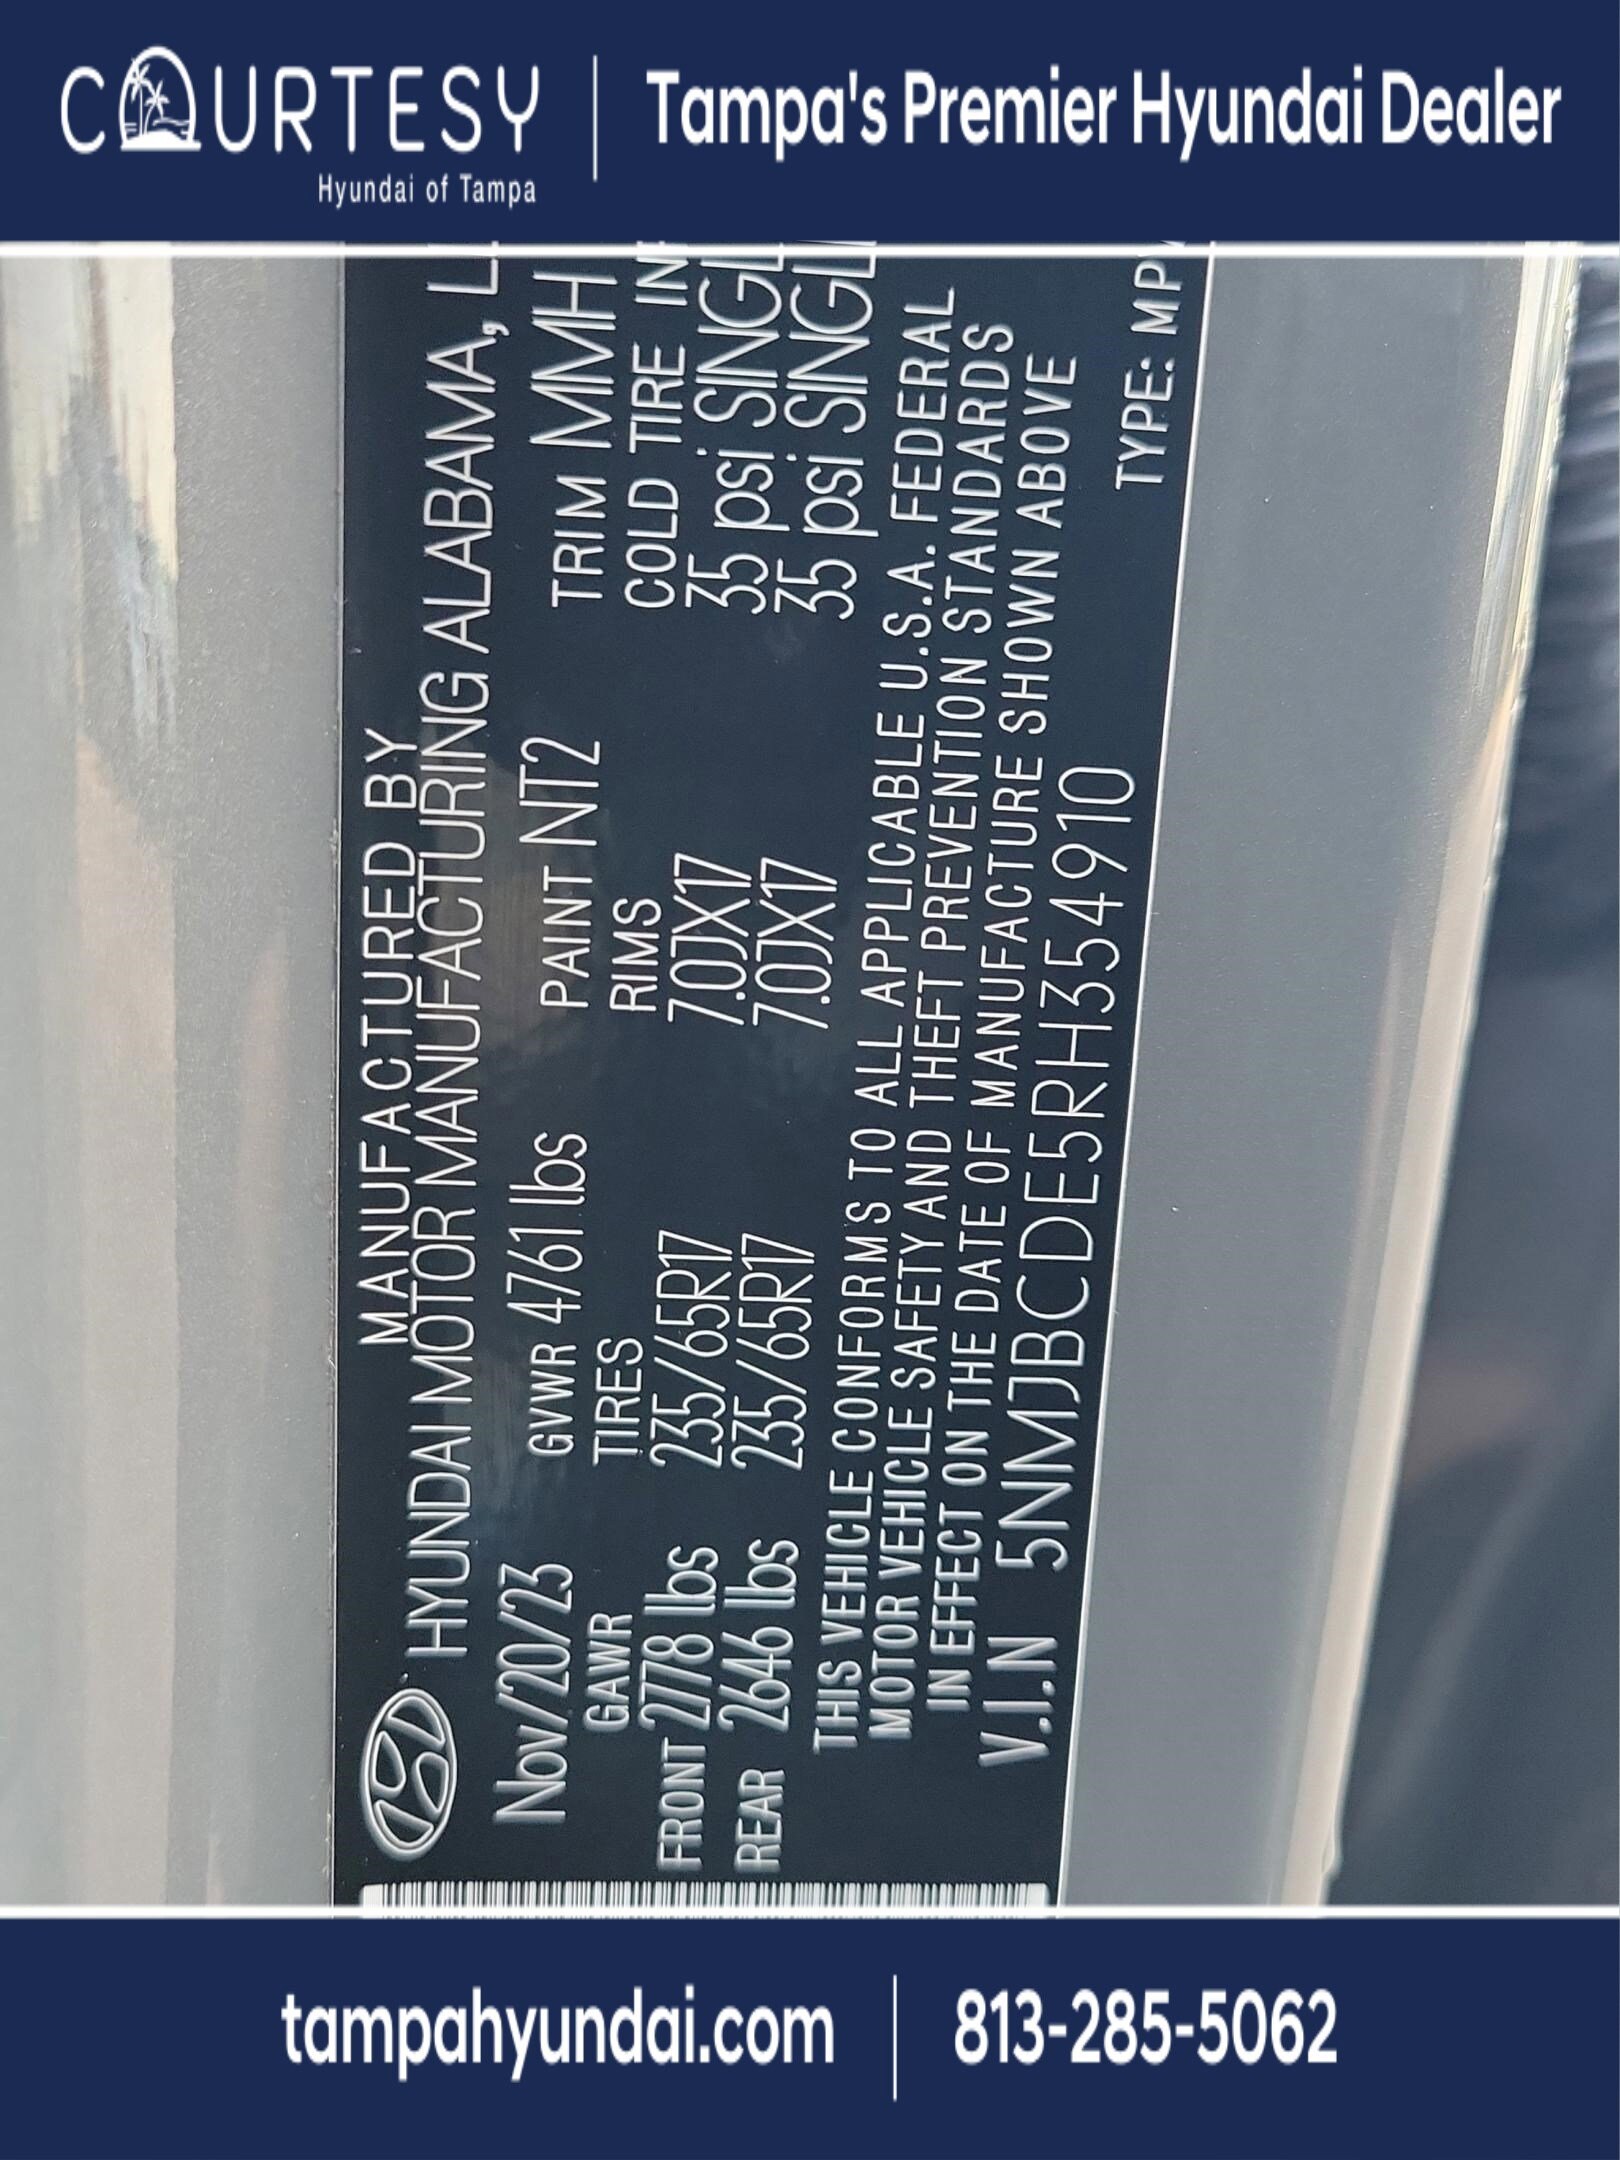 COURTESY
Hyundai of Tampa
Tampa's Premier Hyundai Dealer
MANUFACTURED BY
HYUNDAI MOTOR MANUFACTURING ALABAMA,
Nov/20/23 GVWR 4761 lbs PAINT NT2 TRIM MMH
GAWR TIRES RIMS COLD TIRE
FRONT 2778 lbs 235/65R17 7.0JX17 35 psi SINGL
REAR 2646 lbs 235/65R17 7.0JX17 35 psi SINGL
THIS VEHICLE CONFORMS TO ALL APPLICABLE U.S.A. FEDERAL
MOTOR VEHICLE SAFETY AND THEFT PREVENTION STANDARDS
IN EFFECT ON THE DATE OF MANUFACTURE SHOWN ABOVE
V.I.N 5NMJBCDE5RH354910 TYPE: MP
tampahyundai.com
813-285-5062